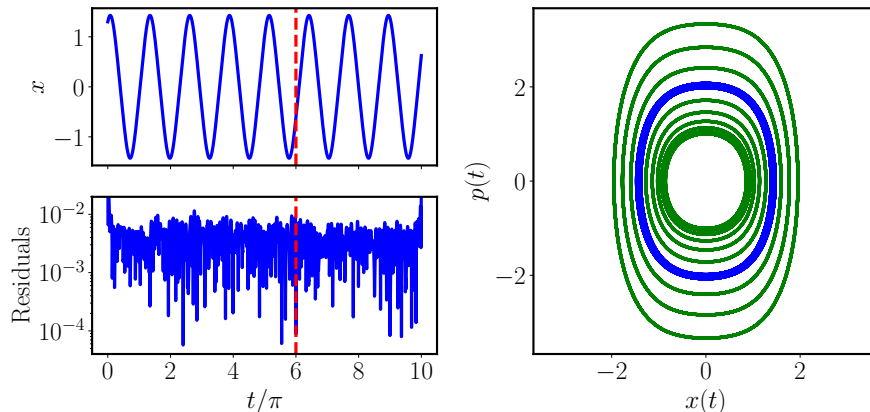 1
0
−1
x
10⁻²
10⁻³
10⁻⁴
Residuals
0 2 4 6 8 10
t/π
2
0
−2
p(t)
−2 0 2
x(t)